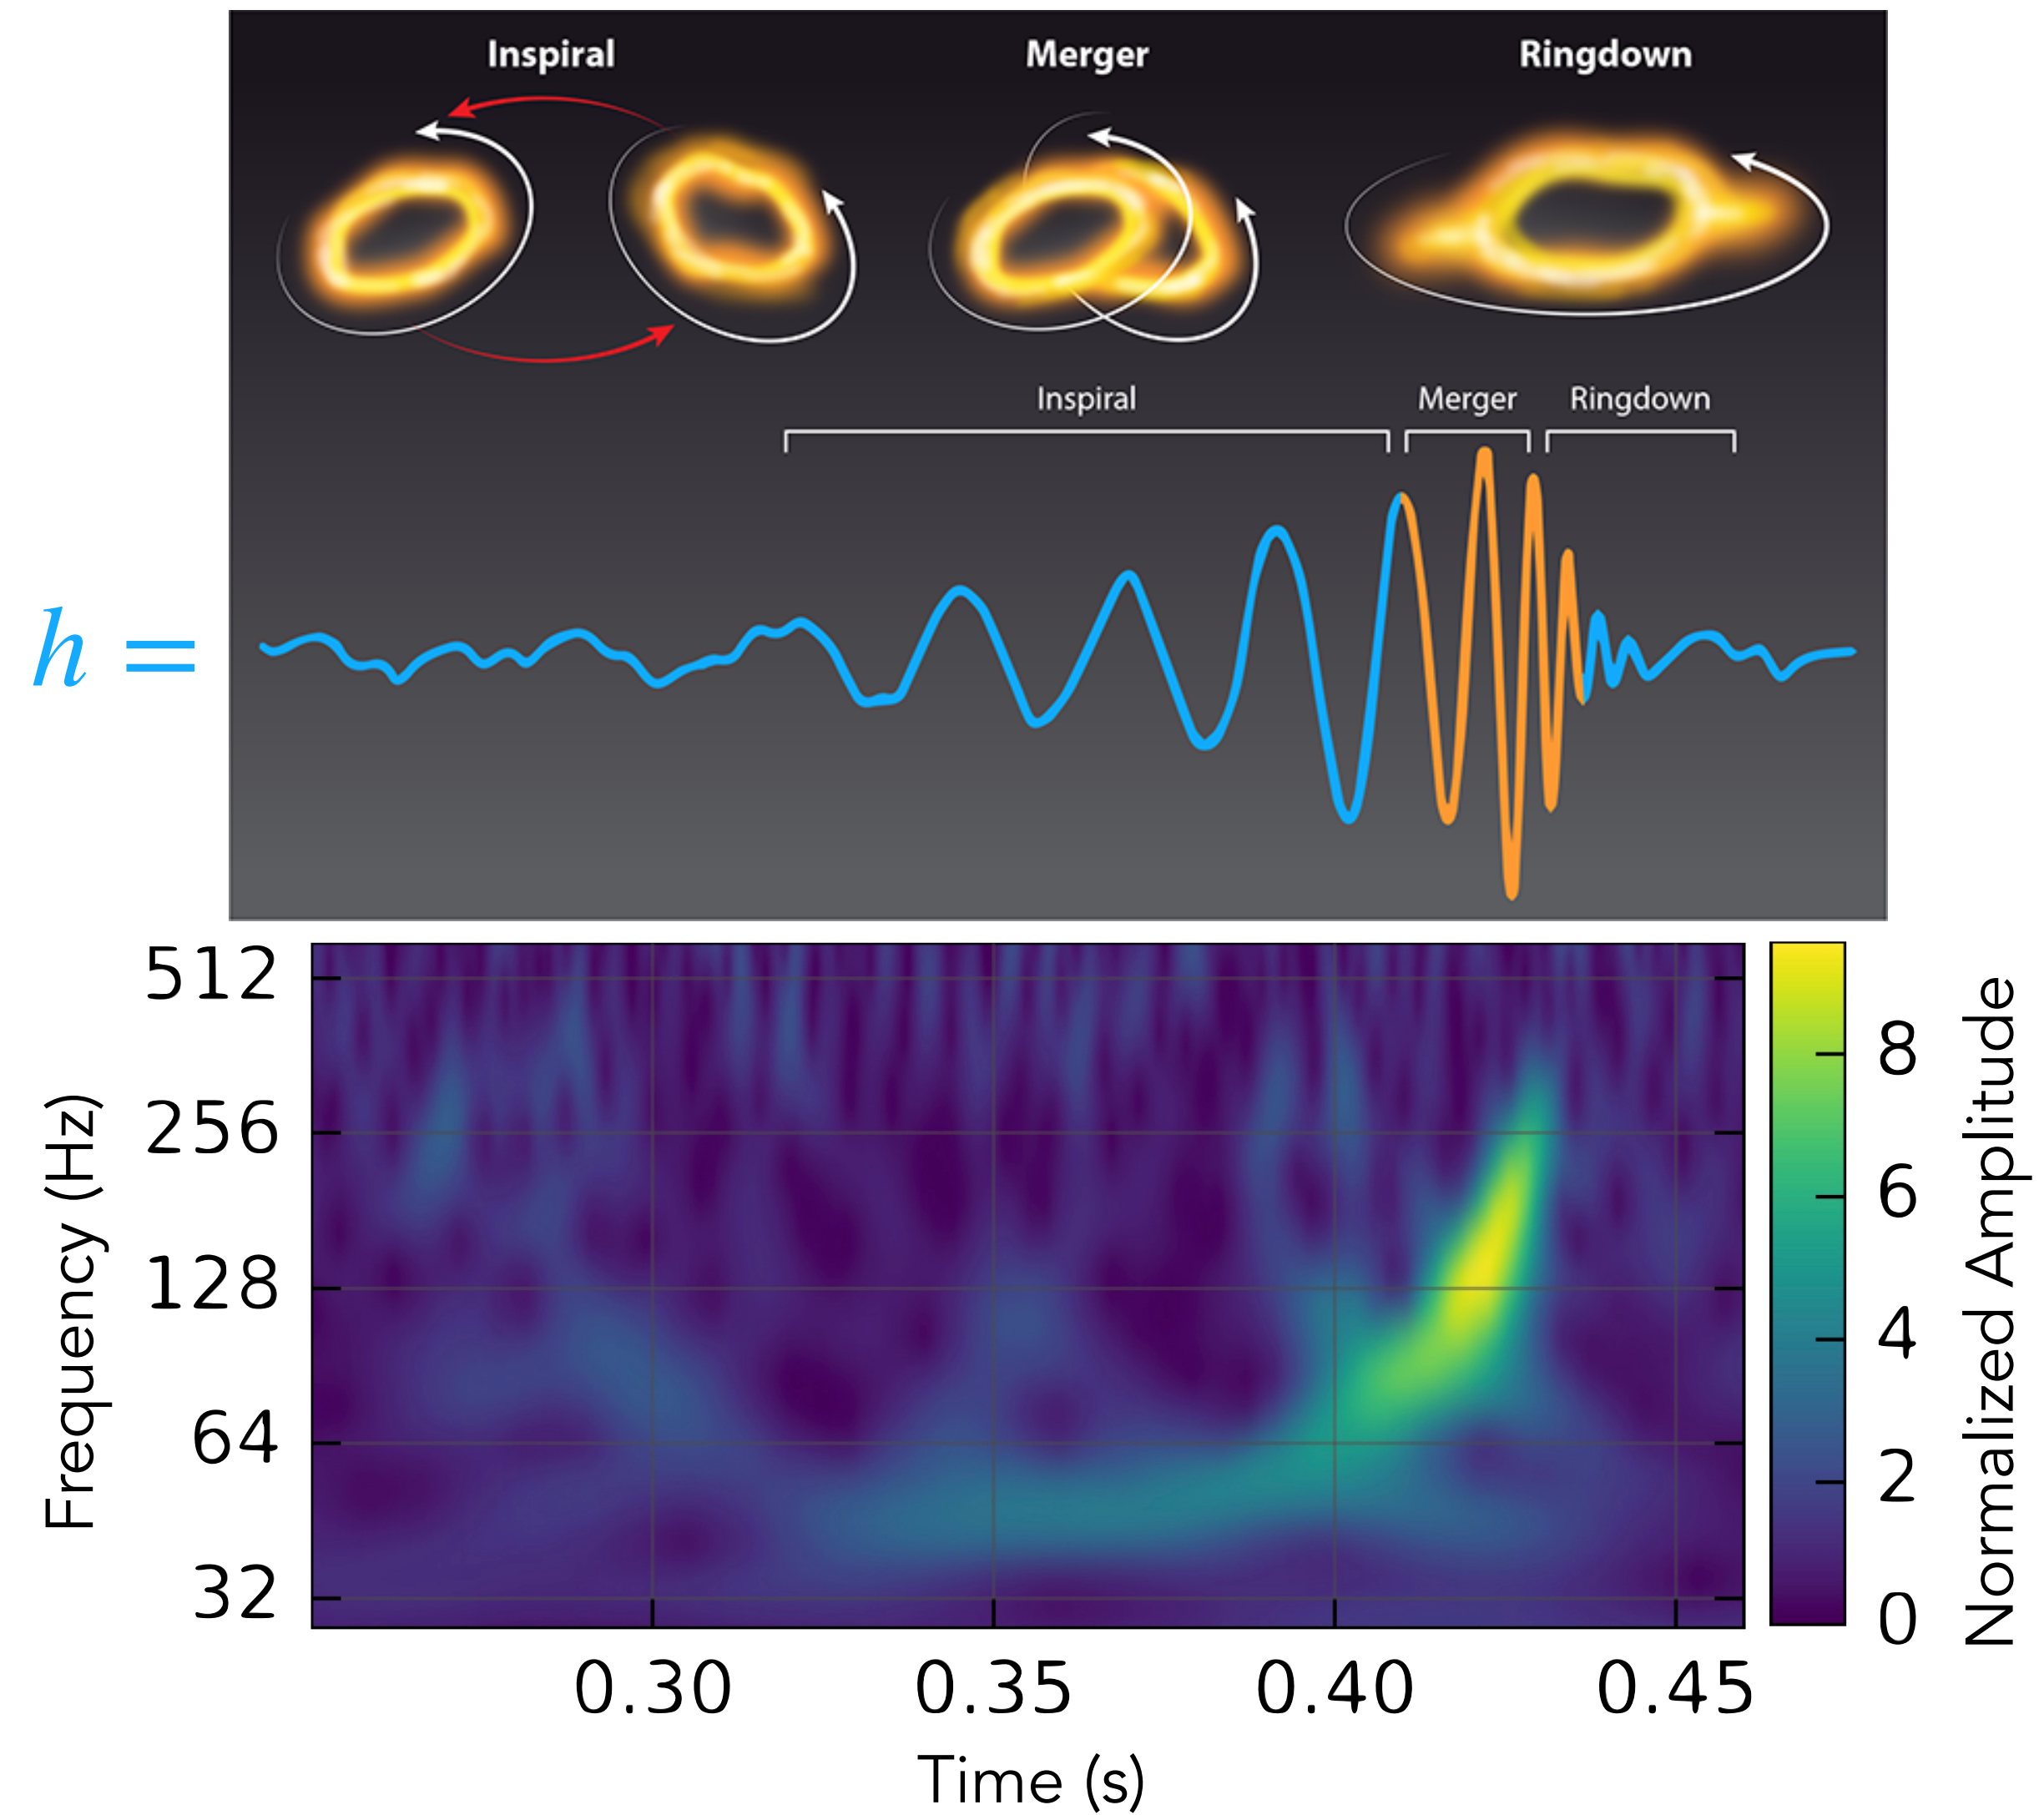 Inspiral Merger Ringdown
Inspiral Merger Ringdown
h =
512
256
128
64
32
Frequency (Hz)
0.30 0.35 0.40 0.45
Time (s)
8
6
4
2
0
Normalized Amplitude